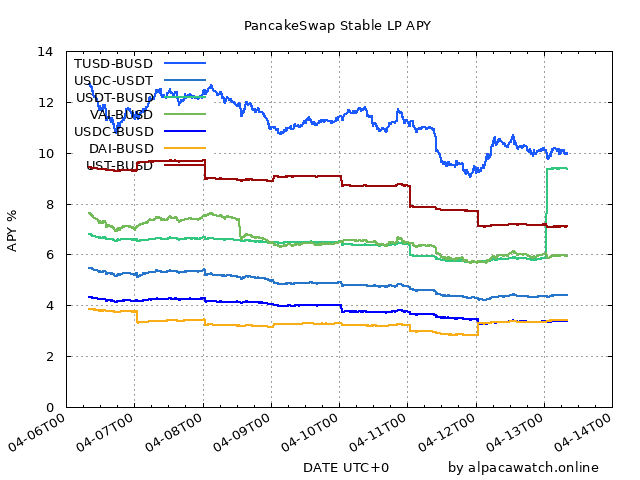 PancakeSwap Stable LP APY
14
12
10
8
6
4
2
0
APY %
TUSD-BUSD
USDC-USDT
USDT-BUSD
VAI-BUSD
USDC-BUSD
DAI-BUSD
UST-BUSD
04-06T00
04-07T00
04-08T00
04-09T00
04-10T00
04-11T00
04-12T00
04-13T00
04-14T00
DATE UTC+0
by alpacawatch.online